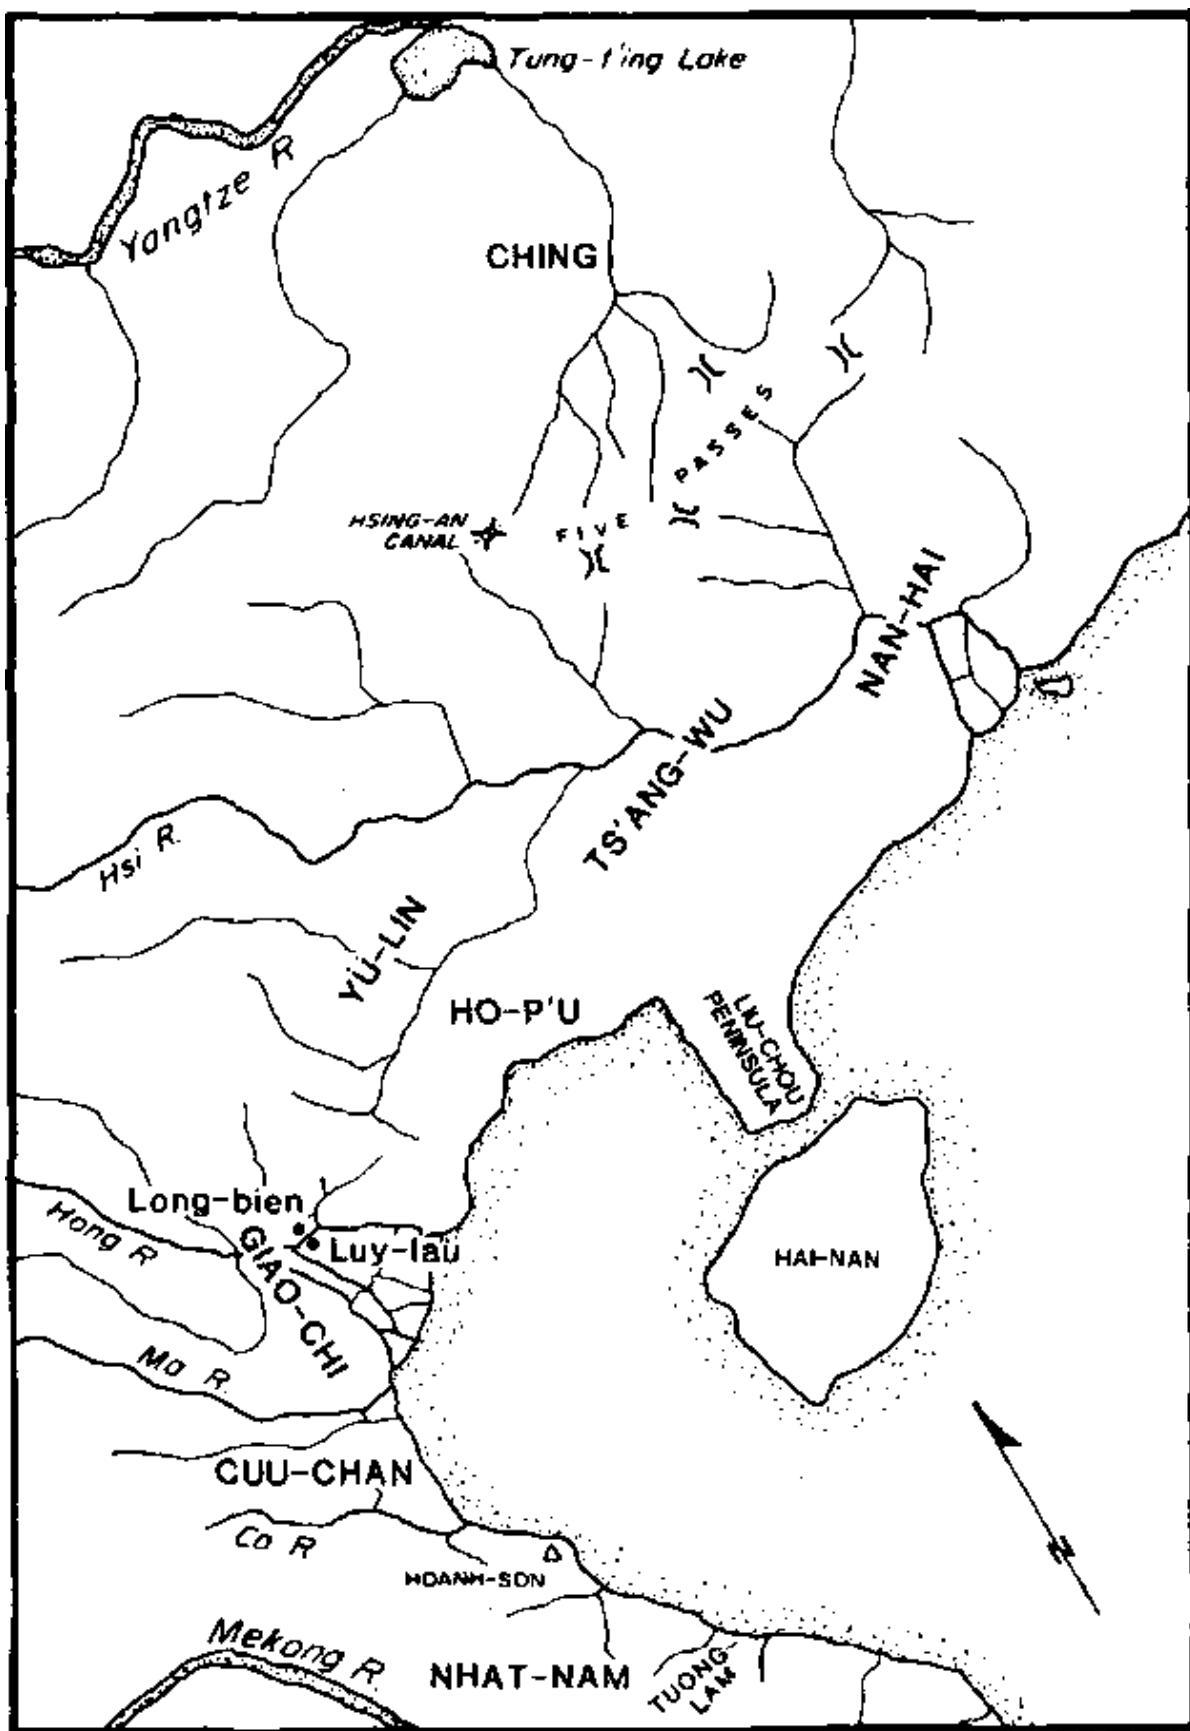 Tung-t'ing Lake
Yangtze R
CHING
PASSES
FIVE
HSING-AN
CANAL
NAN-HAI
TS'ANG-WU
Hsi R.
YÜ-LIN
HO-P'U
LIU-CHOU
PENINSULA
Long-bien
Hong R
Luy-lau
GIAO-CHI
HAI-NAN
Ma R.
CUU-CHAN
Ca R
HOANH-SON
N
Mekong R.
NHAT-NAM
TUONG-
LAM